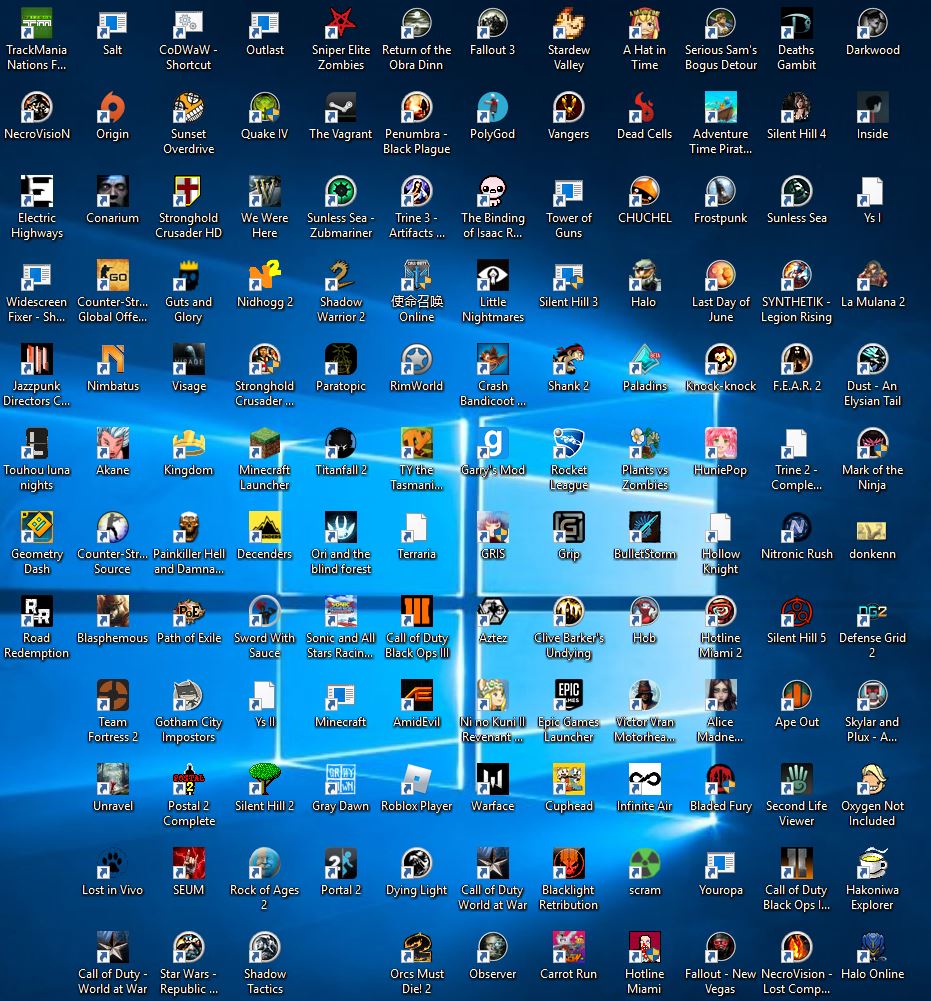 TrackMania
Nations F...
Salt
CoDWaW -
Shortcut
Outlast
Sniper Elite
Zombies
Return of the
Obra Dinn
Fallout 3
Stardew
Valley
A Hat in
Time
Serious Sam's
Bogus Detour
Deaths
Gambit
Darkwood
NecroVisioN
Origin
Sunset
Overdrive
Quake IV
The Vagrant
Penumbra -
Black Plague
PolyGod
Vangers
Dead Cells
Adventure
Time Pirat...
Silent Hill 4
Inside
Electric
Highways
Conarium
Stronghold
Crusader HD
We Were
Here
Sunless Sea -
Zubmariner
Trine 3 -
Artifacts ...
The Binding
of Isaac R...
Tower of
Guns
CHUCHEL
Frostpunk
Sunless Sea
Ys I
Widescreen
Fixer - Sh...
GO
Counter-Str...
Global Offe...
Guts and
Glory
Nidhogg 2
Shadow
Warrior 2
使命召唤
Online
Little
Nightmares
Silent Hill 3
Halo
Last Day of
June
SYNTHETIK -
Legion Rising
La Mulana 2
Jazzpunk
Directors C...
Nimbatus
VISAGE
Visage
Stronghold
Crusader ...
Paratopic
RimWorld
Crash
Bandicoot ...
Shank 2
BETA
Paladins
Knock-knock
F.E.A.R. 2
Dust - An
Elysian Tail
Touhou luna
nights
Akane
Kingdom
Minecraft
Launcher
Titanfall 2
TY the
Tasmani...
g
Garry's Mod
Rocket
League
Plants vs
Zombies
HuniePop
Trine 2 -
Comple...
Mark of the
Ninja
Geometry
Dash
Counter-Str...
Source
Painkiller Hell
and Damna...
Decenders
Ori and the
blind forest
Terraria
GRIS
Grip
BulletStorm
Hollow
Knight
Nitronic Rush
donkenn
Road
Redemption
Blasphemous
PoE
Path of Exile
Sword With
Sauce
SONIC
Sonic and All
Stars Racin...
III
Call of Duty
Black Ops III
Aztez
Clive Barker's
Undying
Hob
Hotline
Miami 2
Silent Hill 5
DG2
Defense Grid
2
Team
Fortress 2
Gotham City
Impostors
Ys II
Minecraft
AmidEvil
Ni no Kuni II
Revenant ...
EPIC
GAMES
Epic Games
Launcher
Victor Vran
Motorhea...
Alice
Madne...
Ape Out
Skylar and
Plux - A...
Unravel
POSTAL
2
Postal 2
Complete
Silent Hill 2
Gray Dawn
Roblox Player
Warface
Cuphead
Infinite Air
Bladed Fury
Second Life
Viewer
Oxygen Not
Included
Lost in Vivo
SEUM
Rock of Ages
2
2
Portal 2
Dying Light
Call of Duty
World at War
Blacklight
Retribution
scram
Youropa
II
Call of Duty
Black Ops I...
Hakoniwa
Explorer
Call of Duty -
World at War
Star Wars -
Republic ...
Shadow
Tactics
Orcs Must
Die! 2
Observer
Carrot Run
Hotline
Miami
Fallout - New
Vegas
NecroVision -
Lost Comp...
Halo Online